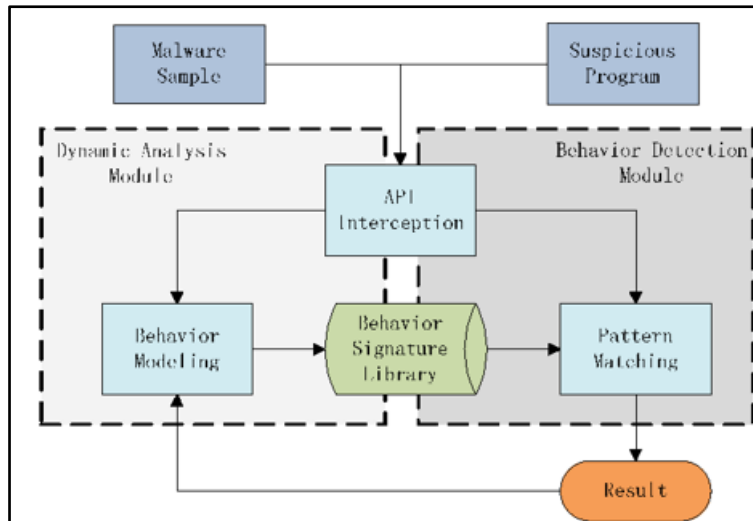 Malware
Sample
Suspicious
Program
Dynamic Analysis
Module
Behavior Detection
Module
API
Interception
Behavior
Modeling
Behavior
Signature
Library
Pattern
Matching
Result